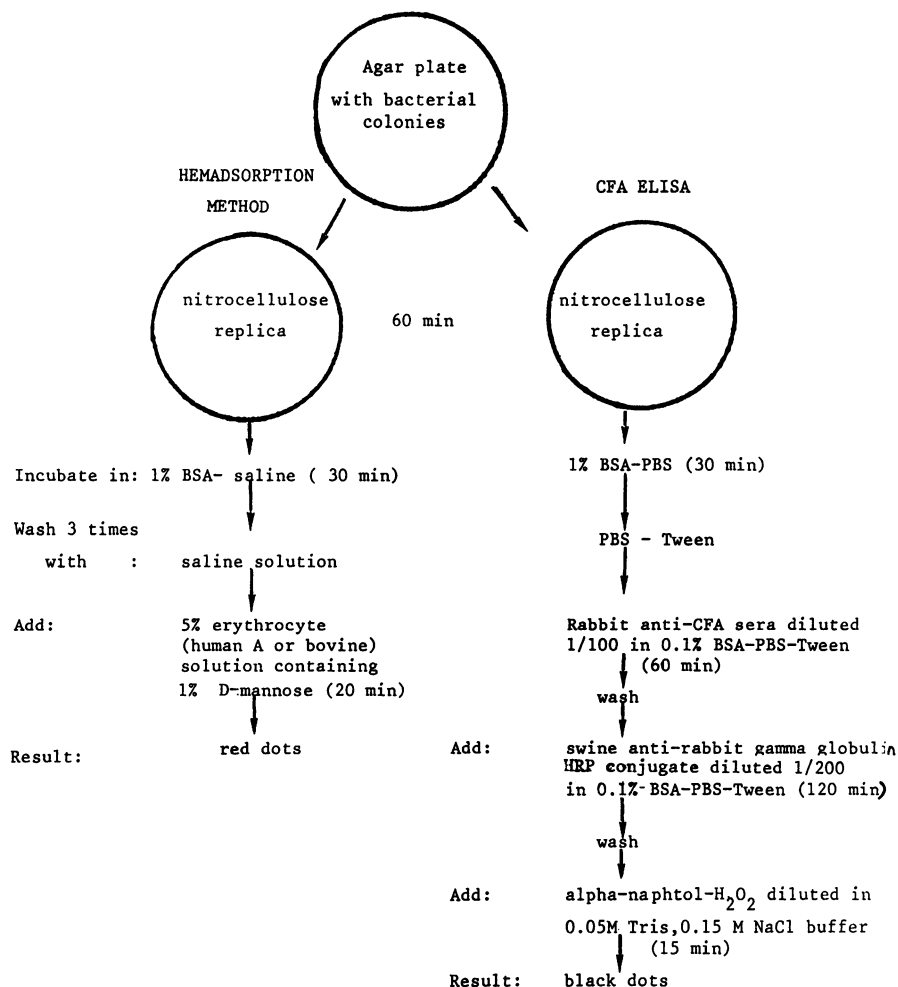 Agar plate
with bacterial
colonies
HEMADSORPTION
METHOD
CFA ELISA
nitrocellulose
replica
60 min
nitrocellulose
replica
Incubate in: 1% BSA- saline ( 30 min)
1% BSA-PBS (30 min)
Wash 3 times
with : saline solution
PBS - Tween
Add: 5% erythrocyte
(human A or bovine)
solution containing
1% D-mannose (20 min)
Rabbit anti-CFA sera diluted
1/100 in 0.1% BSA-PBS-Tween
(60 min)
wash
Result: red dots
Add: swine anti-rabbit gamma globulin
HRP conjugate diluted 1/200
in 0.1% BSA-PBS-Tween (120 min)
wash
Add: alpha-naphtol-H2O2 diluted in
0.05M Tris,0.15 M NaCl buffer
(15 min)
Result: black dots